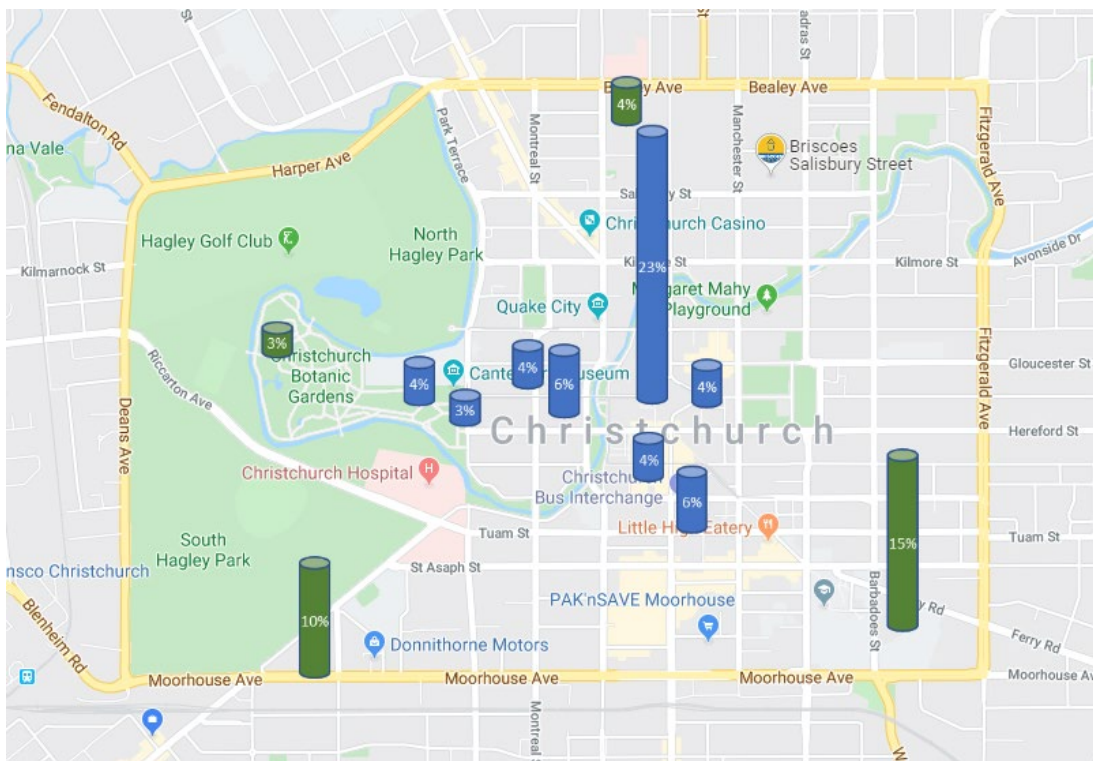 St
St
adras St
Fendalton Rd
4%
Bealey Ave
Bealey Ave
na Vale
Park Terrace
Montreal St
Manchester St
Briscoes
Salisbury Street
Fitzgerald Ave
Harper Ave
Hagley Golf Club
North
Hagley Park
Christchurch Casino
Kilmarnock St
23%
Kilmore St
Avonside Dr
Quake City
Margaret Mahy
Playground
3%
Christchurch
Botanic
Gardens
Riccarton Ave
4%
3%
4%
6%
4%
Gloucester St
Fitzgerald Ave
Deans Ave
Christchurch
Hereford St
Christchurch Hospital
H
4%
Christchurch
Bus Interchange
6%
Tuam St
Little High Eatery
15%
Tuam St
South
Hagley Park
St Asaph St
nsco Christchurch
Blenheim Rd
10%
PAK'nSAVE Moorhouse
Barbadoes St
Ferry Rd
Donnithorne Motors
Moorhouse Ave
Moorhouse Ave
Moorhouse Ave
Moorhouse Ave
Montreal St
W